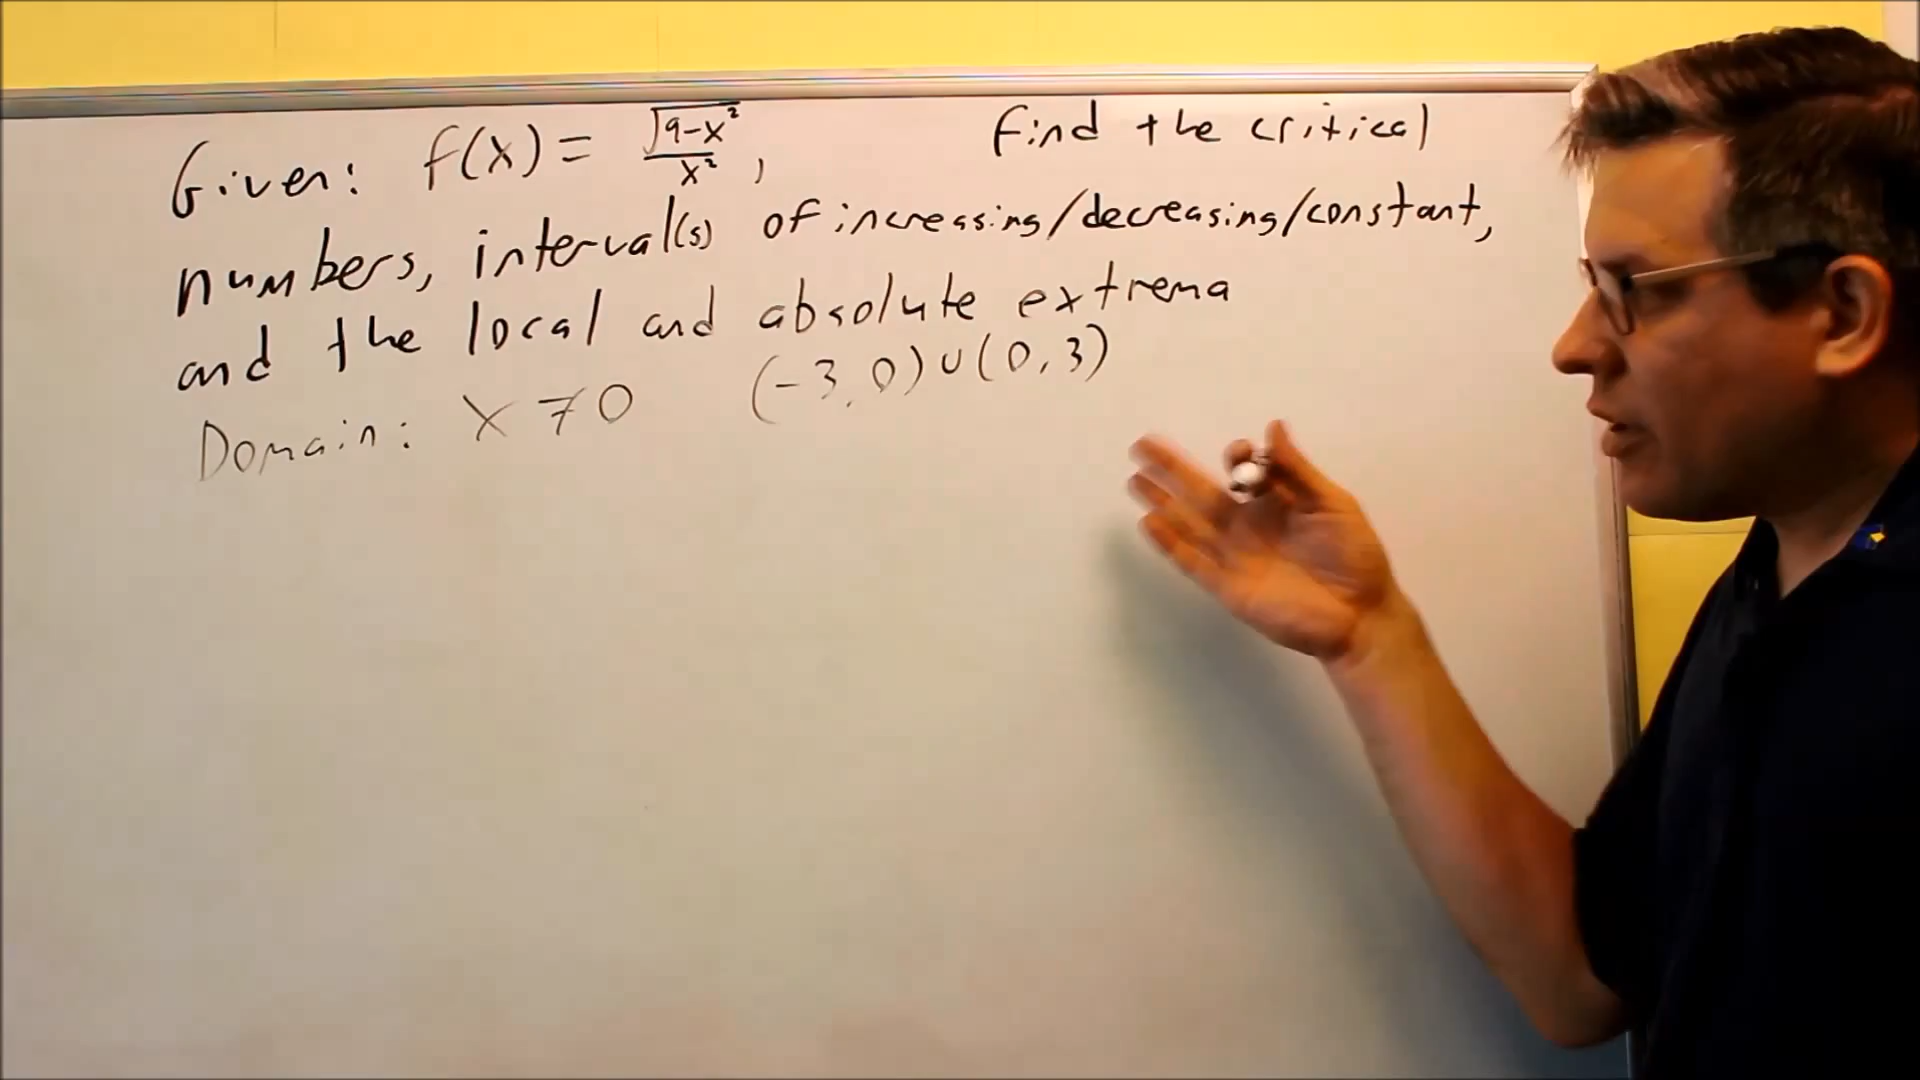 Given: f(x) = √(9-x²)/x², Find the critical
numbers, interval(s) of increasing/decreasing/constant,
and the local and absolute extrema
Domain: x ≠ 0 (-3, 0) ∪ (0, 3)